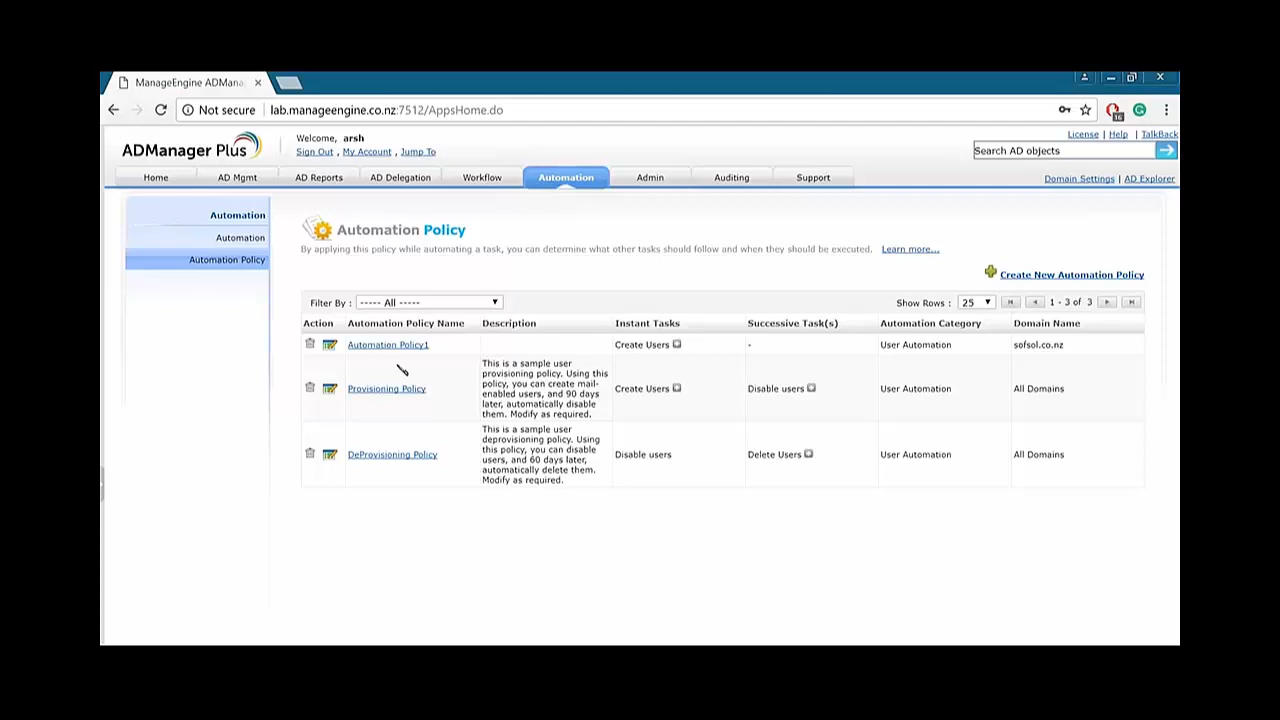 ManageEngine ADMana
Not secure | lab.manageengine.co.nz:7512/AppsHome.do
16
ADManager Plus
Welcome, arsh
Sign Out , My Account , Jump To
License | Help | TalkBack
Search AD objects
Home AD Mgmt AD Reports AD Delegation Workflow Automation Admin Auditing Support
Domain Settings | AD Explorer
Automation
Automation
Automation Policy
Automation Policy
By applying this policy while automating a task, you can determine what other tasks should follow and when they should be executed. Learn more...
Create New Automation Policy
Filter By : ----- All -----
Show Rows : 25 1 - 3 of 3
Action Automation Policy Name Description Instant Tasks Successive Task(s) Automation Category Domain Name
Automation Policy1 Create Users - User Automation sofsol.co.nz
This is a sample user
provisioning policy. Using this
policy, you can create mail-
Provisioning Policy enabled users, and 90 days Create Users Disable users User Automation All Domains
later, automatically disable
them. Modify as required.
This is a sample user
deprovisioning policy. Using
this policy, you can disable
DeProvisioning Policy users, and 60 days later, Disable users Delete Users User Automation All Domains
automatically delete them.
Modify as required.